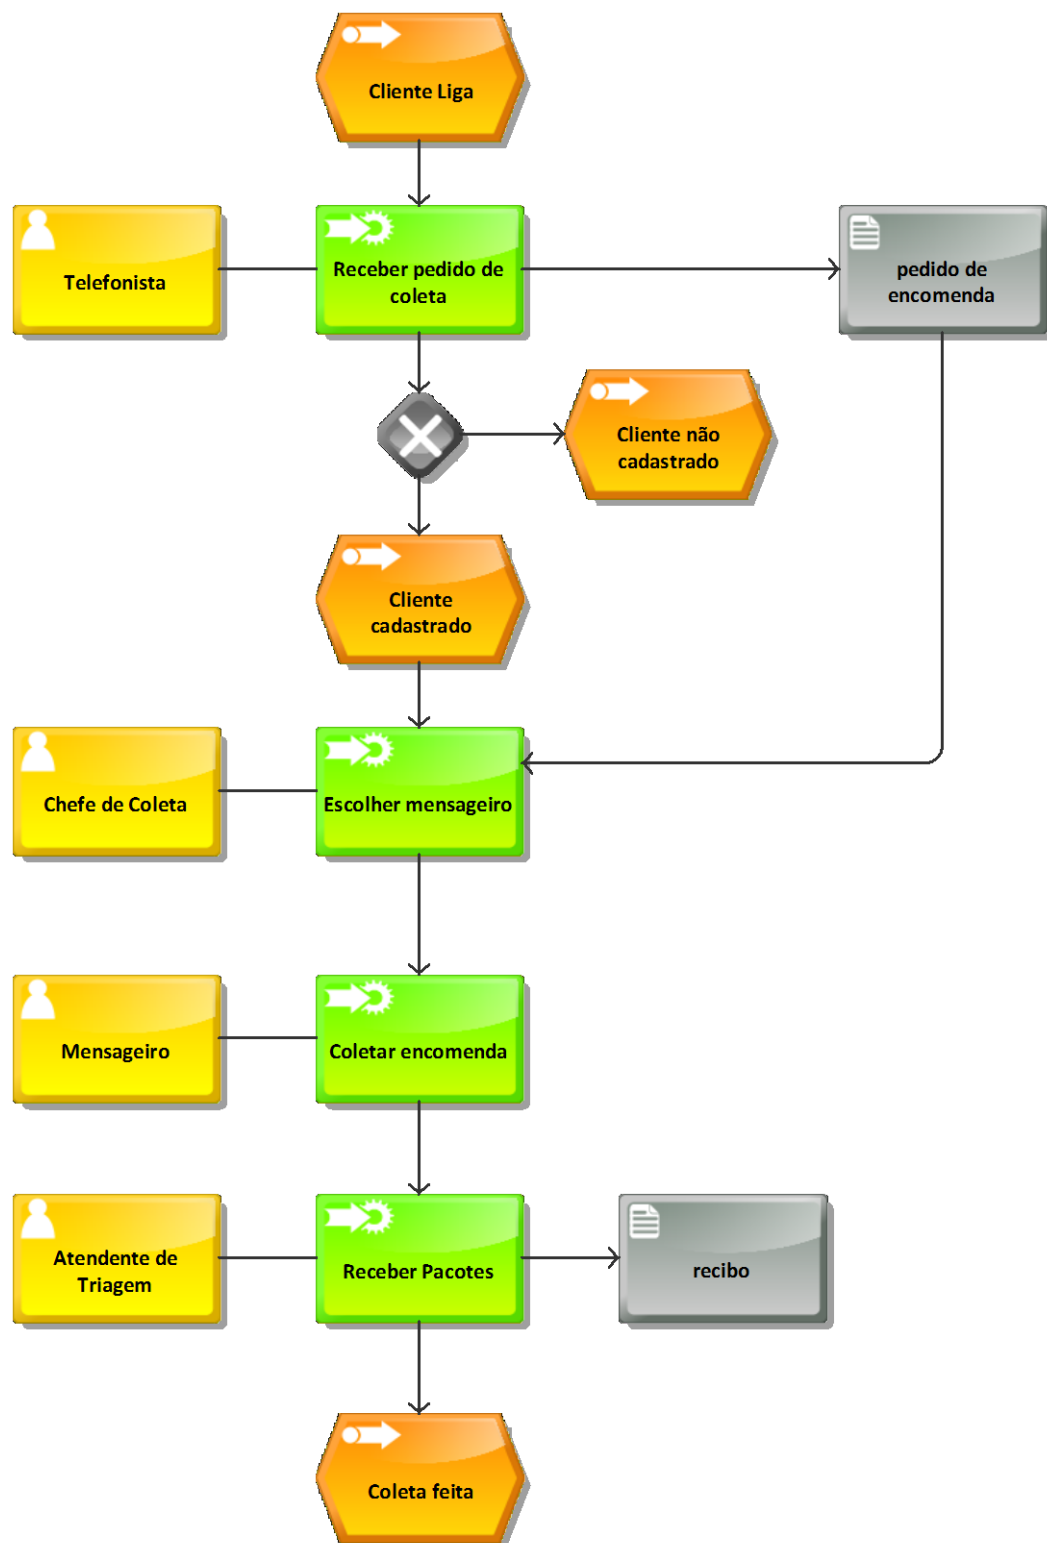 Cliente Liga
Telefonista
Receber pedido de
coleta
pedido de
encomenda
Cliente não
cadastrado
Cliente
cadastrado
Chefe de Coleta
Escolher mensageiro
Mensageiro
Coletar encomenda
Atendente de
Triagem
Receber Pacotes
recibo
Coleta feita